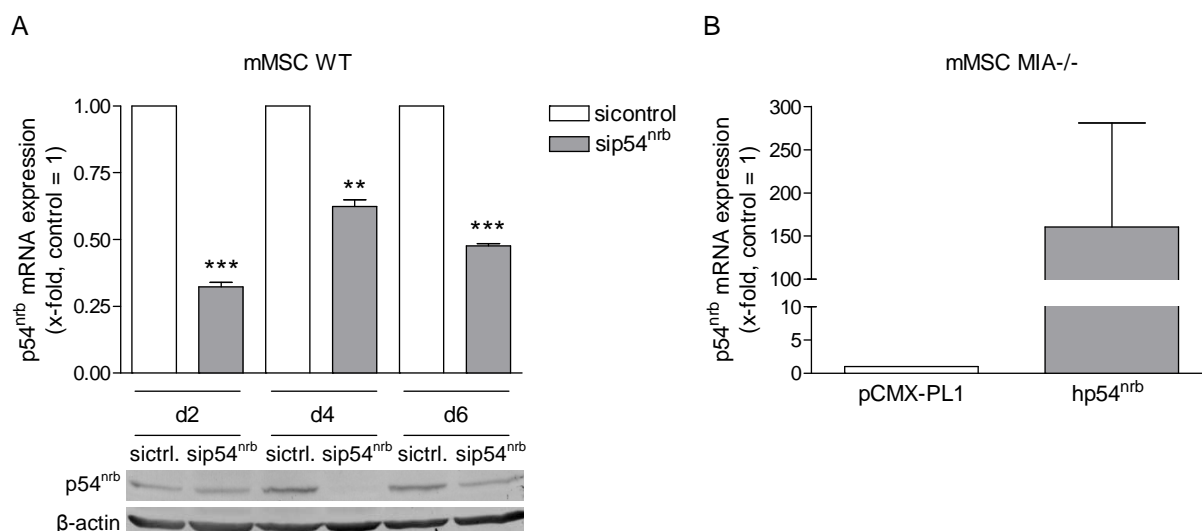 A
mMSC WT
p54nrb mRNA expression
(x-fold, control = 1)
1.00
0.75
0.50
0.25
0.00
***
**
***
sicontrol
sip54nrb
d2
d4
d6
sictrl. sip54nrb sictrl. sip54nrb sictrl. sip54nrb
p54nrb
β-actin
B
mMSC MIA-/-
p54nrb mRNA expression
(x-fold, control = 1)
300
250
200
150
100
10
5
0
pCMX-PL1
hp54nrb